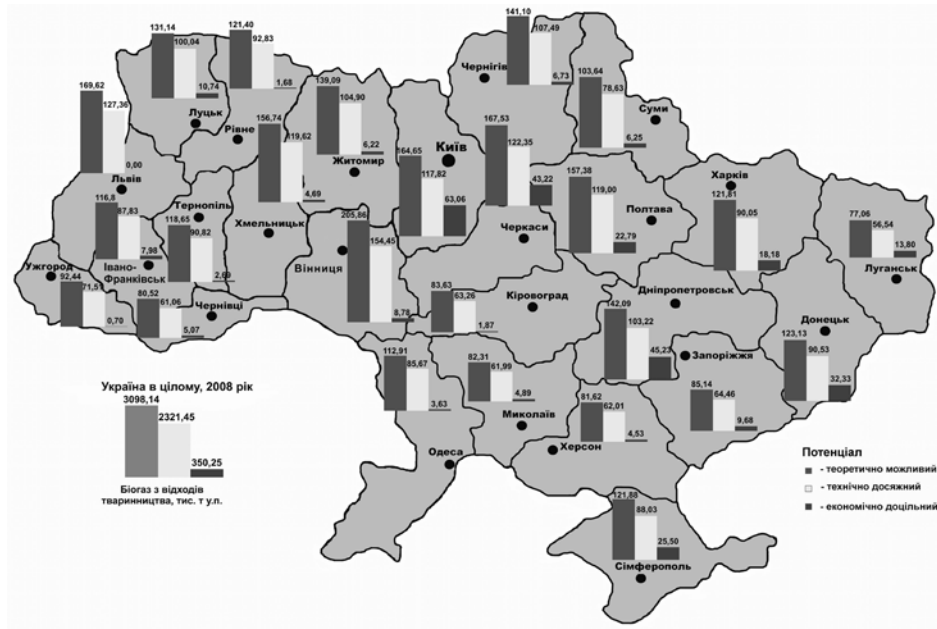 141,10
107,49
6,73
Чернігів
131,14
100,04
10,74
Луцьк
121,40
92,83
1,68
Рівне
139,09
104,90
6,22
Житомир
103,64
78,63
6,25
Суми
169,62
127,36
0,00
Львів
156,74
119,62
4,69
Хмельницьк
Київ
164,65
117,82
63,06
167,53
122,35
43,22
Черкаси
157,38
119,00
22,79
Полтава
Харків
121,81
90,05
18,18
77,06
56,54
13,80
Луганськ
116,8
87,83
7,98
Івано-
Франківськ
Тернопіль
118,65
90,82
2,69
205,86
154,45
8,78
Вінниця
Ужгород
92,44
71,51
0,70
80,52
61,06
5,07
Чернівці
83,63
63,26
1,87
Кіровоград
Дніпропетровськ
42,09
103,22
45,23
Донецьк
123,13
90,53
32,33
Запоріжжя
85,14
64,46
9,68
112,91
85,67
3,63
Одеса
82,31
61,99
4,89
Миколаїв
81,62
62,01
4,53
Херсон
121,88
88,03
25,50
Сімферополь
Україна в цілому, 2008 рік
3098,14
2321,45
350,25
Біогаз з відходів
тваринництва, тис. т у.п.
Потенціал
- теоретично можливий
- технічно досяжний
- економічно доцільний